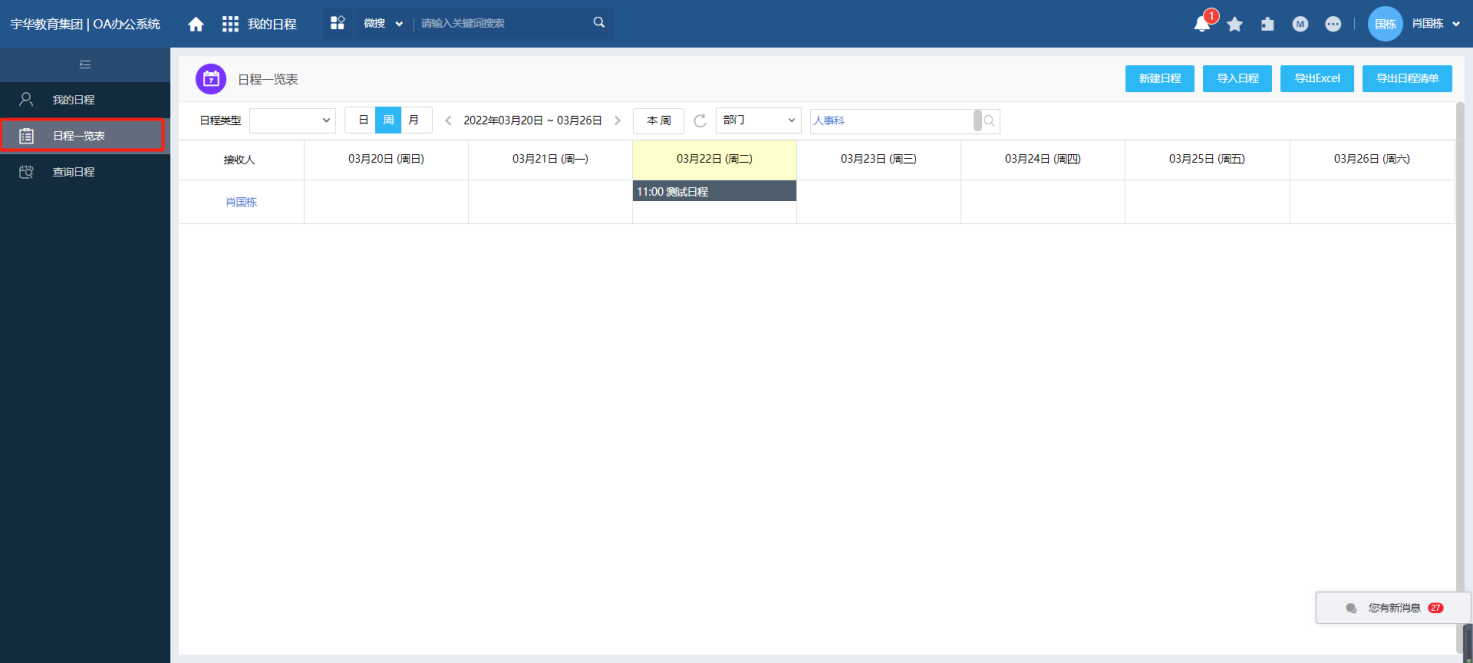 宇华教育集团 | OA办公系统 我的日程 微搜 请输入关键词搜索 1 M 国栋 肖国栋
我的日程
日程一览表
查询日程
7 日程一览表 新建日程 导入日程 导出Excel 导出日程清单
日程类型 日 周 月 2022年03月20日 ~ 03月26日 本 周 部门 人事科
接收人 03月20日 (周日) 03月21日 (周一) 03月22日 (周二) 03月23日 (周三) 03月24日 (周四) 03月25日 (周五) 03月26日 (周六)
肖国栋 11:00 测试日程
您有新消息 27